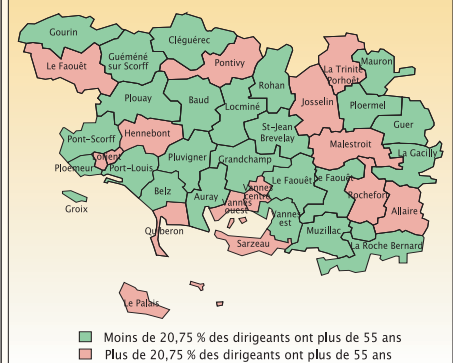 Gourin
Cléguérec
Guéméné
sur Scorff
Le Faouët
Pontivy
La Trinité
Porhoët
Mauron
Rohan
Josselin
Plouay
Baud
Locminé
Ploermel
Guer
St-Jean
Brevelay
Hennebont
Pont-Scorff
Malestroit
La Gacilly
Lorient
Ploemeur
Port-Louis
Pluvigner
Grandchamp
Le Faouët
Le Faouet
Vannes
Centre
Belz
Auray
Vannes
ouest
Rochefort
Allaire
Groix
Vannes
est
Quiberon
Muzillac
Sarzeau
La Roche Bernard
Le Palais
Moins de 20,75 % des dirigeants ont plus de 55 ans
Plus de 20,75 % des dirigeants ont plus de 55 ans